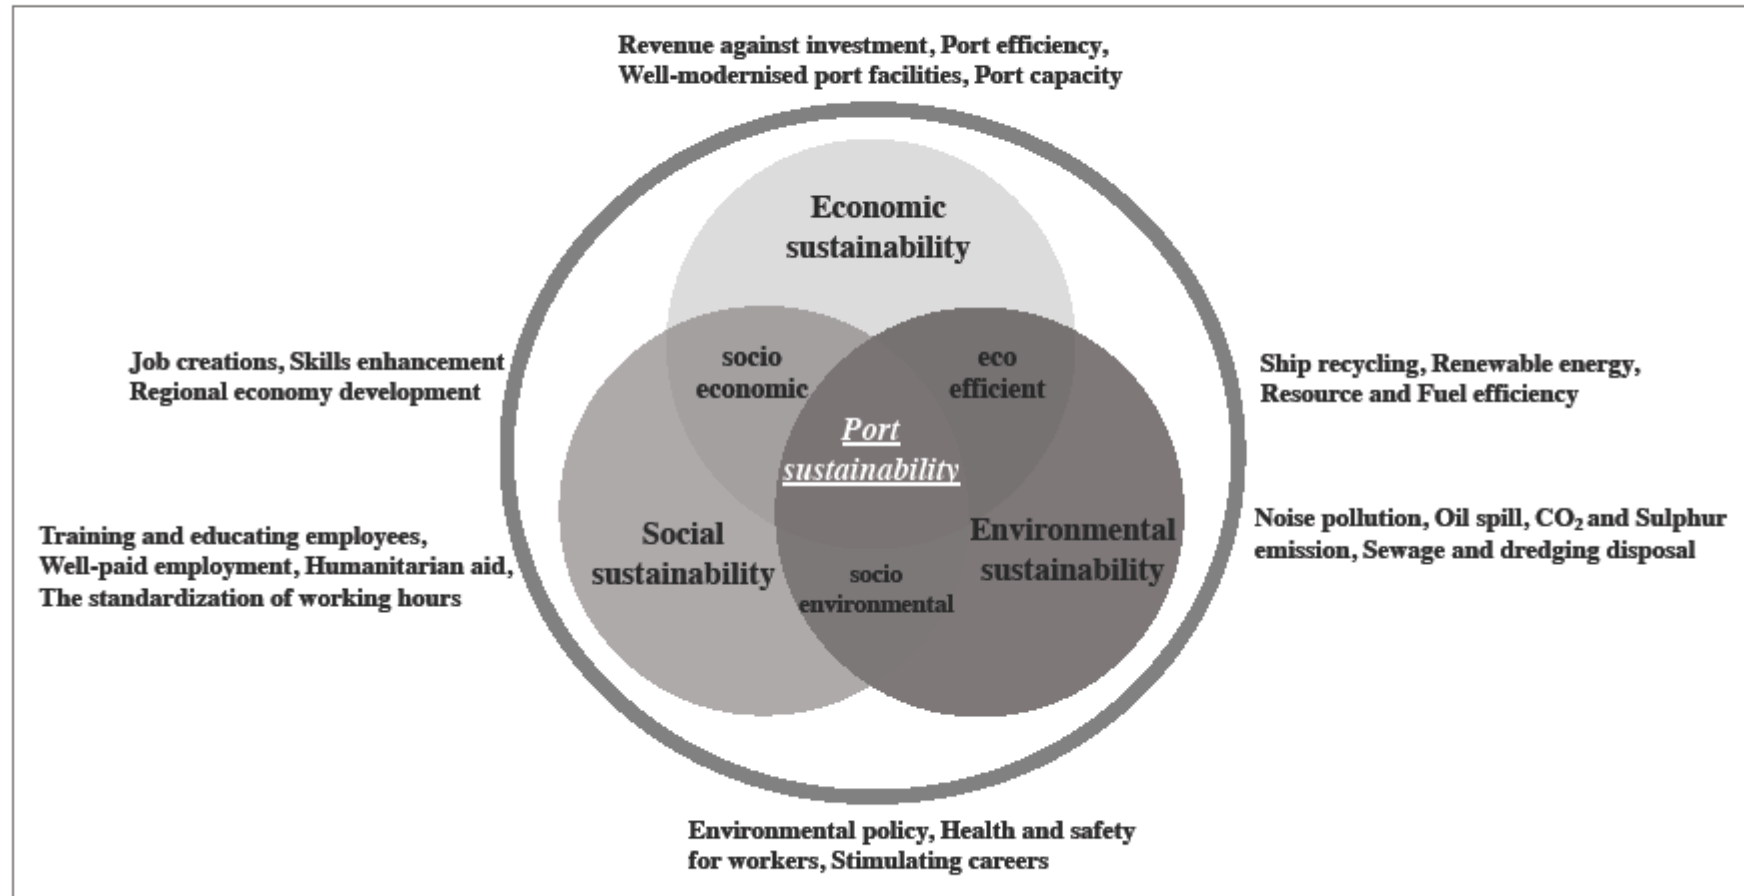 Revenue against investment, Port efficiency,
Well-modernised port facilities, Port capacity
Economic
sustainability
Job creations, Skills enhancement
Regional economy development
socio
economic
eco
efficient
Ship recycling, Renewable energy,
Resource and Fuel efficiency
Port
sustainability
Training and educating employees,
Well-paid employment, Humanitarian aid,
The standardization of working hours
Social
sustainability
Environmental
sustainability
socio
environmental
Noise pollution, Oil spill, CO₂ and Sulphur
emission, Sewage and dredging disposal
Environmental policy, Health and safety
for workers, Stimulating careers